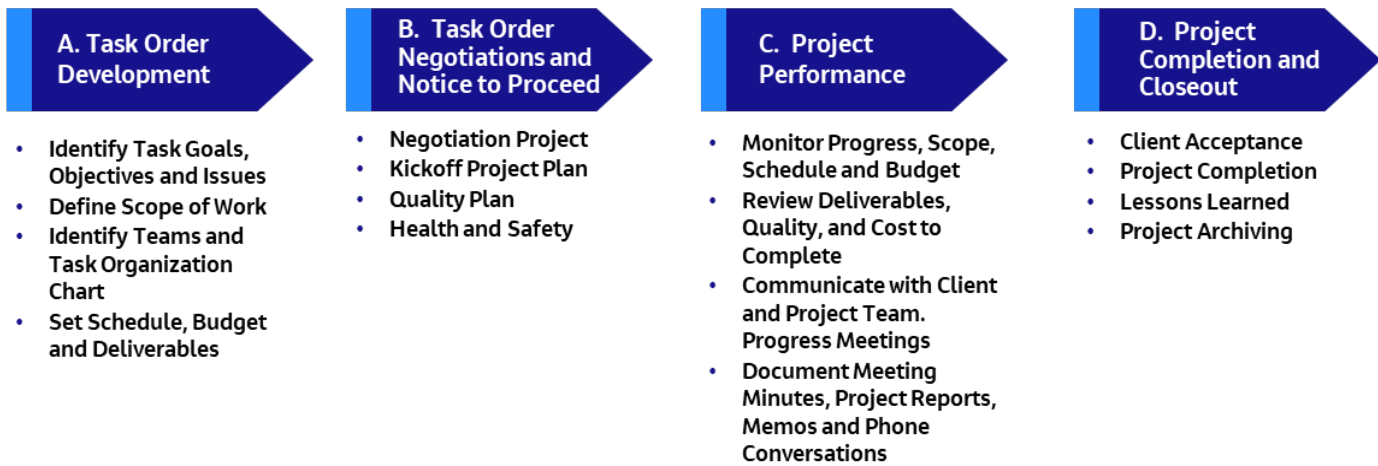 A. Task Order
Development
• Identify Task Goals,
Objectives and Issues
• Define Scope of Work
• Identify Teams and
Task Organization
Chart
• Set Schedule, Budget
and Deliverables
B. Task Order
Negotiations and
Notice to Proceed
• Negotiation Project
• Kickoff Project Plan
• Quality Plan
• Health and Safety
C. Project
Performance
• Monitor Progress, Scope,
Schedule and Budget
• Review Deliverables,
Quality, and Cost to
Complete
• Communicate with Client
and Project Team.
Progress Meetings
• Document Meeting
Minutes, Project Reports,
Memos and Phone
Conversations
D. Project
Completion and
Closeout
• Client Acceptance
• Project Completion
• Lessons Learned
• Project Archiving